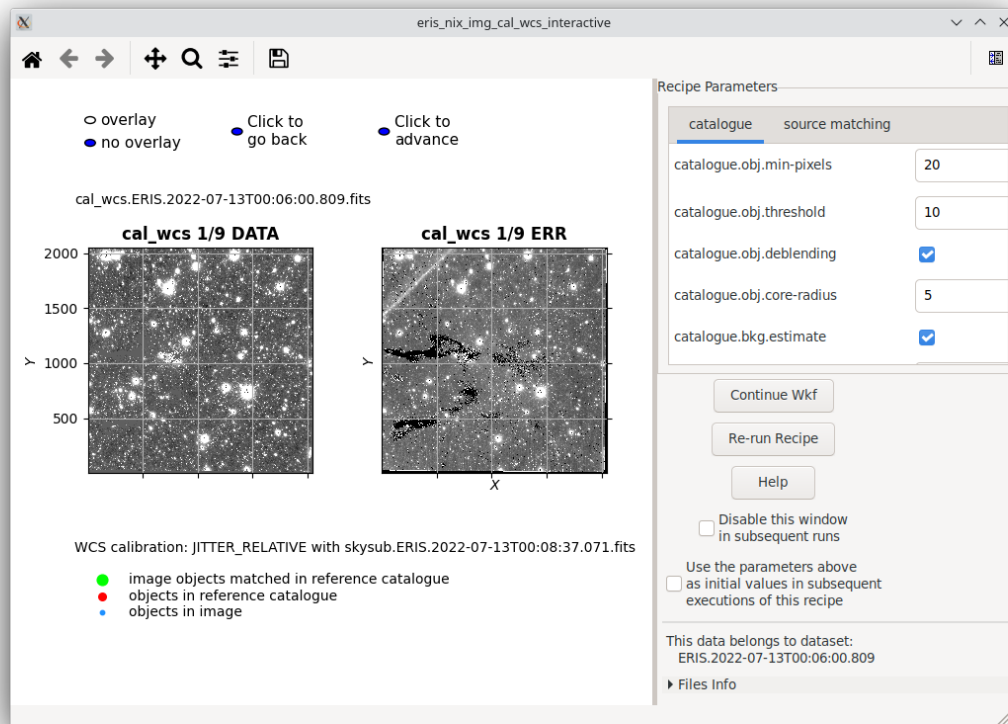 eris_nix_img_cal_wcs_interactive
overlay
no overlay
Click to
go back
Click to
advance
cal_wcs.ERIS.2022-07-13T00:06:00.809.fits
cal_wcs 1/9 DATA
2000
1500
1000
500
Y
cal_wcs 1/9 ERR
Y
X
WCS calibration: JITTER_RELATIVE with skysub.ERIS.2022-07-13T00:08:37.071.fits
image objects matched in reference catalogue
objects in reference catalogue
objects in image
Recipe Parameters
catalogue
source matching
catalogue.obj.min-pixels
20
catalogue.obj.threshold
10
catalogue.obj.deblending
catalogue.obj.core-radius
5
catalogue.bkg.estimate
Continue Wkf
Re-run Recipe
Help
Disable this window
in subsequent runs
Use the parameters above
as initial values in subsequent
executions of this recipe
This data belongs to dataset:
ERIS.2022-07-13T00:06:00.809
Files Info